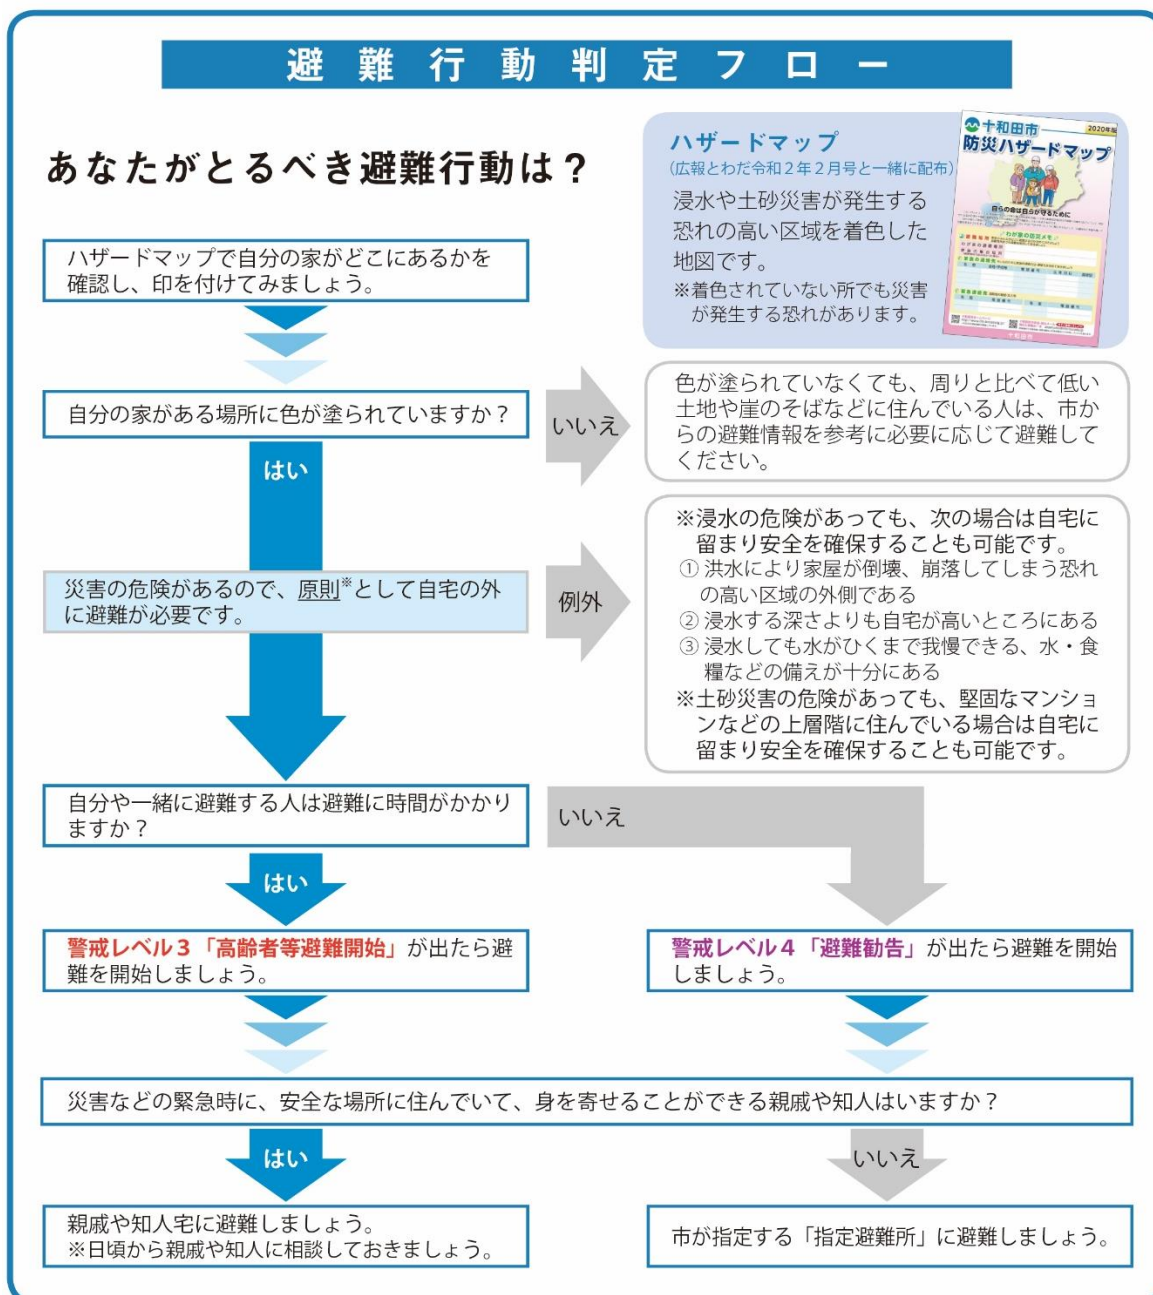 避難行動判定フロー
あなたがとるべき避難行動は?
ハザードマップ
(広報とわだ令和2年2月号と一緒に配布)
浸水や土砂災害が発生する
恐れの高い区域を着色した
地図です。
※着色されていない所でも災害
が発生する恐れがあります。
十和田市
2020年版
防災ハザードマップ
自らの命は自らが守るために
わが家の防災メモ
十和田市
ハザードマップで自分の家がどこにあるかを
確認し、印を付けてみましょう。
自分の家がある場所に色が塗られていますか?
いいえ
色が塗られていなくても、周りと比べて低い
土地や崖のそばなどに住んでいる人は、市か
らの避難情報を参考に必要に応じて避難して
ください。
はい
災害の危険があるので、原則※として自宅の外
に避難が必要です。
例外
※浸水の危険があっても、次の場合は自宅に
留まり安全を確保することも可能です。
① 洪水により家屋が倒壊、崩落してしまう恐れ
の高い区域の外側である
② 浸水する深さよりも自宅が高いところにある
③ 浸水しても水がひくまで我慢できる、水・食
糧などの備えが十分にある
※土砂災害の危険があっても、堅固なマンショ
ンなどの上層階に住んでいる場合は自宅に
留まり安全を確保することも可能です。
自分や一緒に避難する人は避難に時間がかかり
ますか?
いいえ
はい
警戒レベル3「高齢者等避難開始」が出たら避
難を開始しましょう。
警戒レベル4「避難勧告」が出たら避難を開始
しましょう。
災害などの緊急時に、安全な場所に住んでいて、身を寄せることができる親戚や知人はいますか?
はい
いいえ
親戚や知人宅に避難しましょう。
※日頃から親戚や知人に相談しておきましょう。
市が指定する「指定避難所」に避難しましょう。